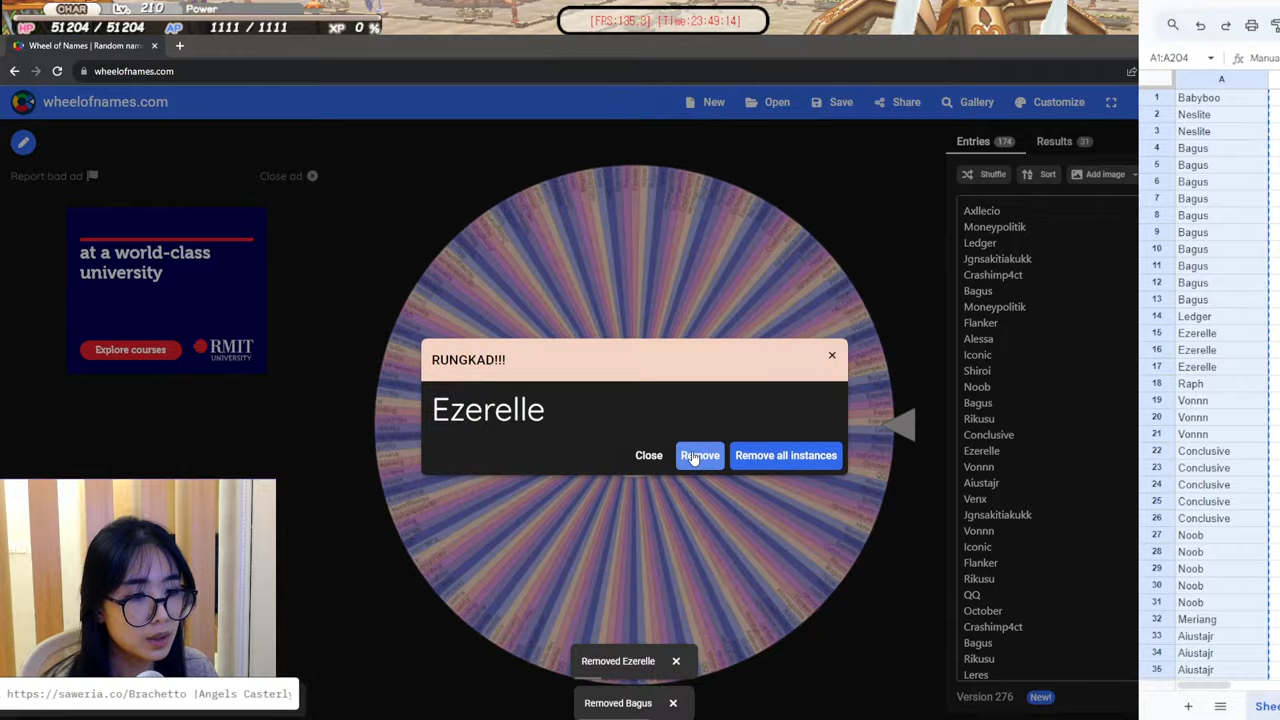 CHAR Lv. 210 Power
HP 51204 / 51204 AP 1111 / 1111 XP 0 %
[FPS:135.3] [Time:23:49:14]
Wheel of Names | Random nam
wheelofnames.com
wheelofnames.com
New
Open
Save
Share
Gallery
Customize
Report bad ad
Close ad
at a world-class
university
Explore courses
RMIT
UNIVERSITY
RUNGKAD!!!
Ezerelle
Close
Remove
Remove all instances
Removed Ezerelle
Removed Bagus
https://saweria.co/Brachetto |Angels Casterly
Entries 174
Results 31
Shuffle
Sort
Add image
Axllecio
Moneypolitik
Ledger
Jgnsakitiakukk
Crashimp4ct
Bagus
Moneypolitik
Flanker
Alessa
Iconic
Shiroi
Noob
Bagus
Rikusu
Conclusive
Ezerelle
Vonnn
Aiustajr
Venx
Jgnsakitiakukk
Vonnn
Iconic
Flanker
Rikusu
QQ
October
Crashimp4ct
Bagus
Rikusu
Leres
Version 276
New!
A1:A204
fx Manua
A
1 Babyboo
2 Neslite
3 Neslite
4 Bagus
5 Bagus
6 Bagus
7 Bagus
8 Bagus
9 Bagus
10 Bagus
11 Bagus
12 Bagus
13 Bagus
14 Ledger
15 Ezerelle
16 Ezerelle
17 Ezerelle
18 Raph
19 Vonnn
20 Vonnn
21 Vonnn
22 Conclusive
23 Conclusive
24 Conclusive
25 Conclusive
26 Conclusive
27 Noob
28 Noob
29 Noob
30 Noob
31 Noob
32 Meriang
33 Aiustajr
34 Aiustajr
35 Aiustajr
Shee